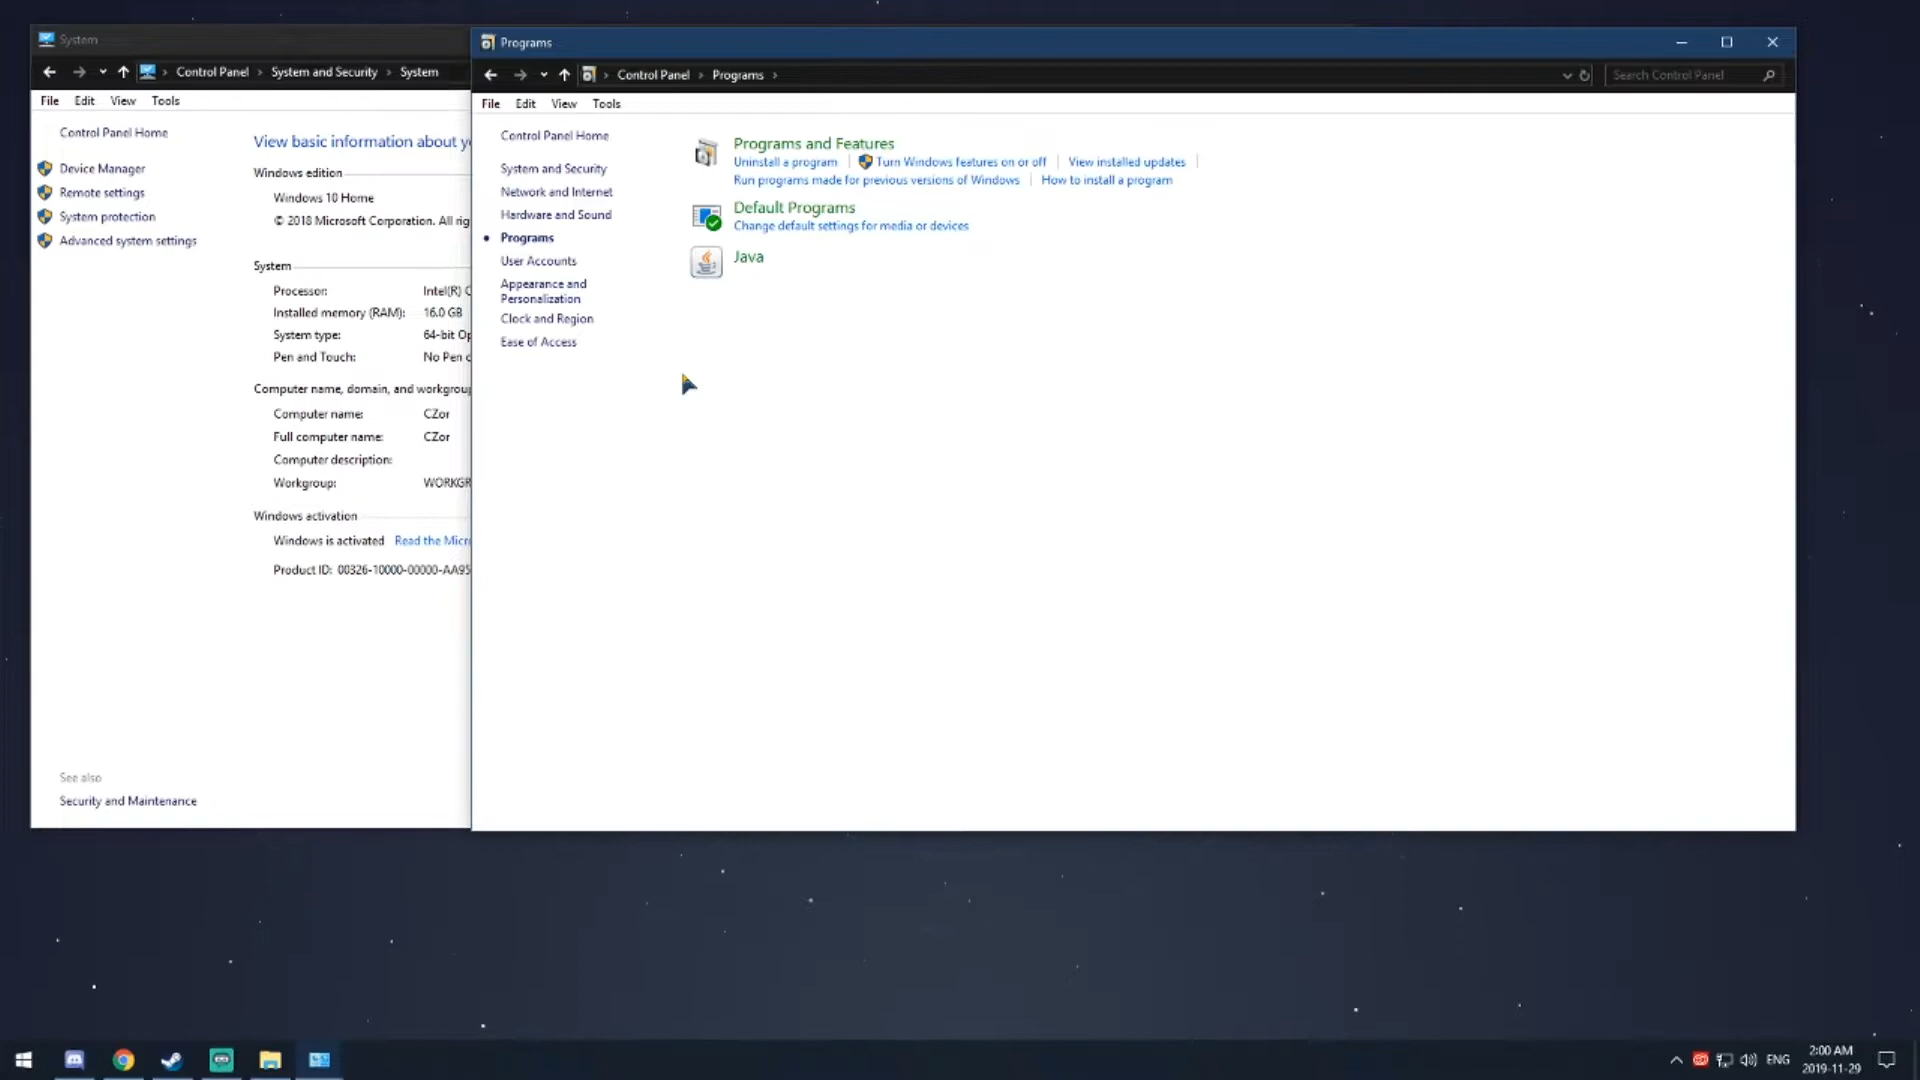 System
Control Panel
System and Security
System
File Edit View Tools
Control Panel Home
Device Manager
Remote settings
System protection
Advanced system settings
See also
Security and Maintenance
View basic information about
Windows edition
Windows 10 Home
© 2018 Microsoft Corporation. All
System
Processor: Intel(R)
Installed memory (RAM): 16.0 GB
System type: 64-bit
Pen and Touch: No Pen
Computer name, domain, and
Computer name: CZor
Full computer name: CZor
Computer description:
Workgroup:
Windows activation
Windows is activated Read the
Product ID: 00326-10000-00000-AA95
Programs
Control Panel
Programs
Search Control Panel
File Edit View Tools
Control Panel Home
System and Security
Network and Internet
Hardware and Sound
Programs
User Accounts
Appearance and
Personalization
Clock and Region
Ease of Access
Programs and Features
Uninstall a program Turn Windows features on or off View installed updates
Run programs made for previous versions of Windows How to install a program
Default Programs
Change default settings for media or devices
Java
ENG
2:00 AM
2019-11-29